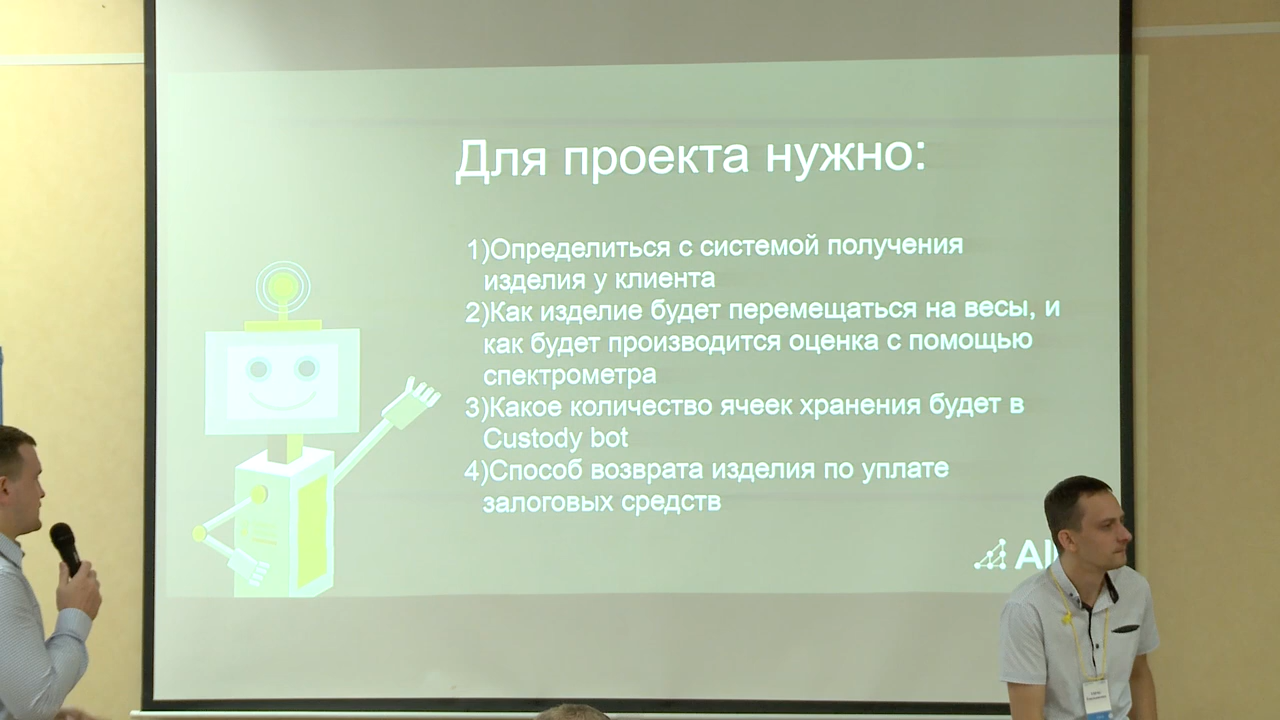 Для проекта нужно:
1)Определиться с системой получения
изделия у клиента
2)Как изделие будет перемещаться на весы, и
как будет производится оценка с помощью
спектрометра
3)Какое количество ячеек хранения будет в
Custody bot
4)Способ возврата изделия по уплате
залоговых средств